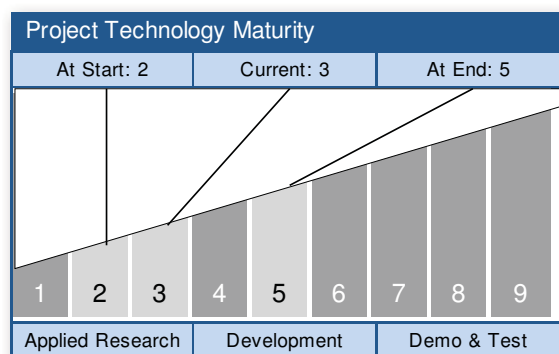 Project Technology Maturity
At Start: 2 Current: 3 At End: 5
1 2 3 4 5 6 7 8 9
Applied Research Development Demo & Test